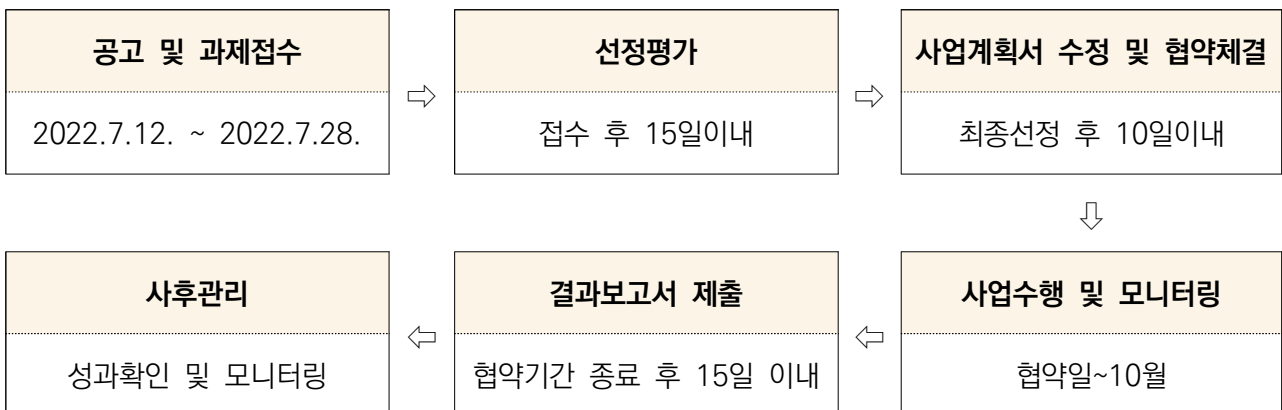 공고 및 과제접수
2022.7.12. ~ 2022.7.28.
⇨
선정평가
접수 후 15일이내
⇨
사업계획서 수정 및 협약체결
최종선정 후 10일이내
⇩
사업수행 및 모니터링
협약일~10월
⇦
결과보고서 제출
협약기간 종료 후 15일 이내
⇦
사후관리
성과확인 및 모니터링